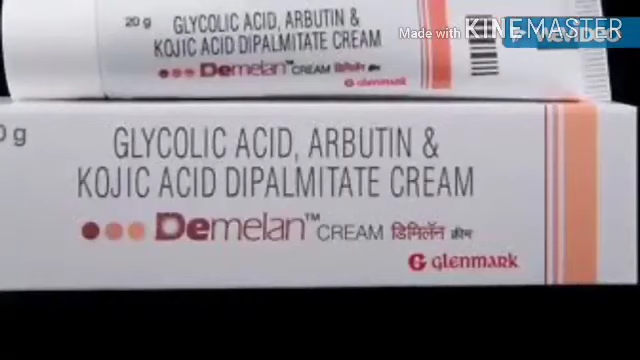 Made with KINEMASTER
20 g
GLYCOLIC ACID, ARBUTIN &
KOJIC ACID DIPALMITATE CREAM
Demelan™ CREAM डिमिलॅन क्रीम
Glenmark
0 g
GLYCOLIC ACID, ARBUTIN &
KOJIC ACID DIPALMITATE CREAM
Demelan™ CREAM डिमिलॅन क्रीम
G Glenmark